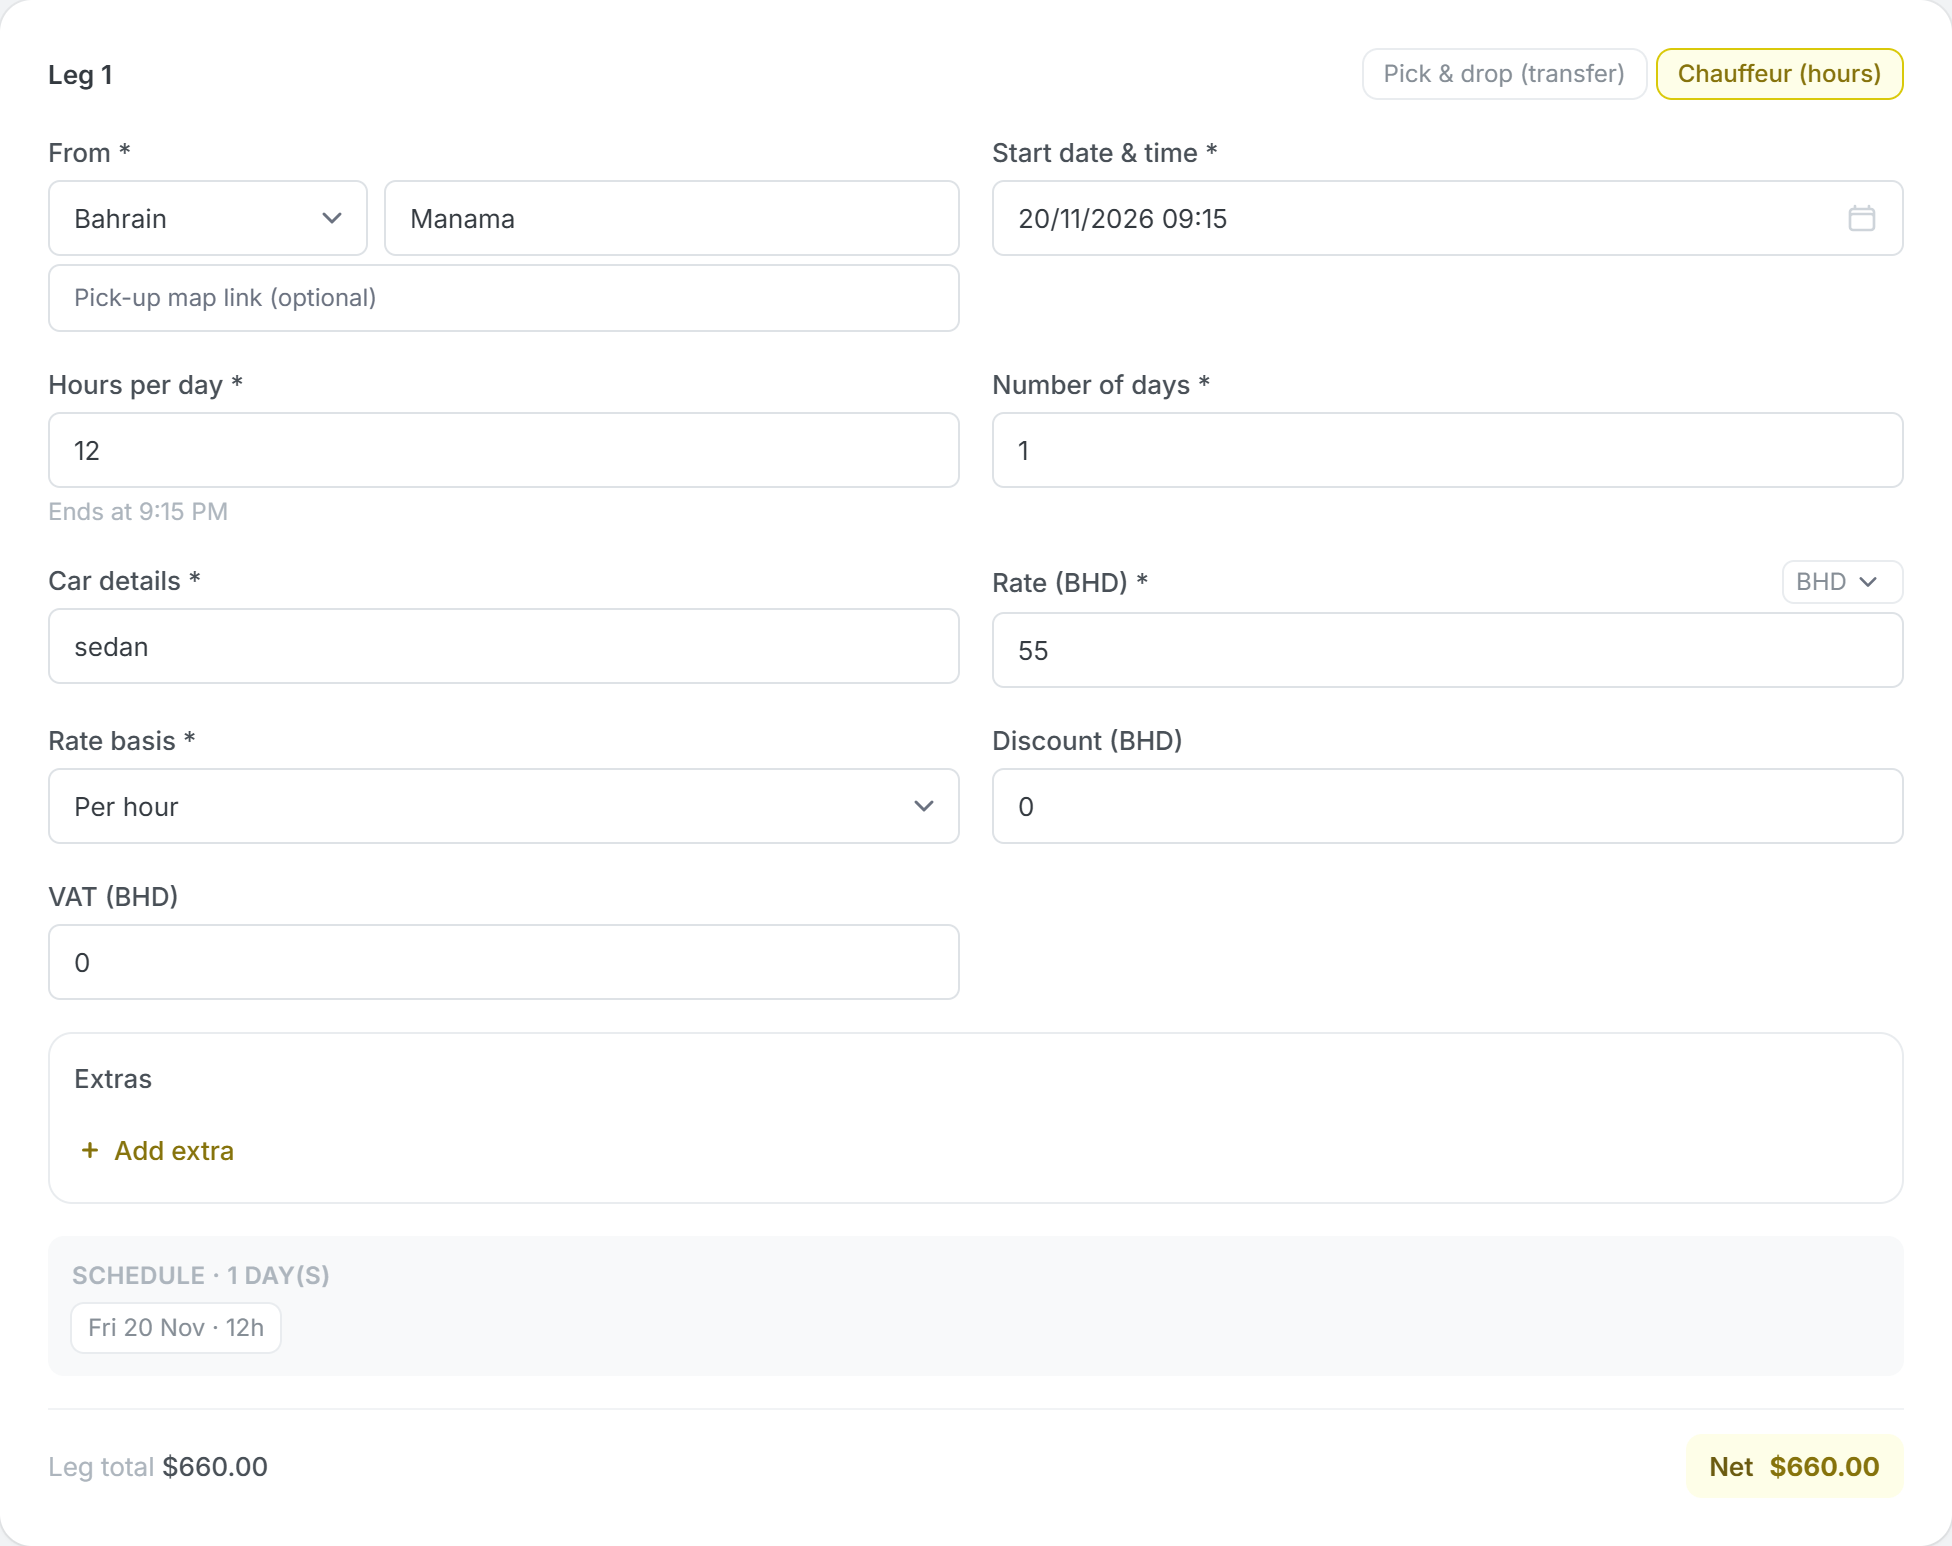 Leg 1
Pick & drop (transfer)
Chauffeur (hours)
From *
Start date & time *
Bahrain
Manama
20/11/2026 09:15
Pick-up map link (optional)
Hours per day *
Number of days *
12
1
Ends at 9:15 PM
Car details *
Rate (BHD) *
BHD
sedan
55
Rate basis *
Discount (BHD)
Per hour
0
VAT (BHD)
0
Extras
+ Add extra
SCHEDULE · 1 DAY(S)
Fri 20 Nov · 12h
Leg total $660.00
Net $660.00